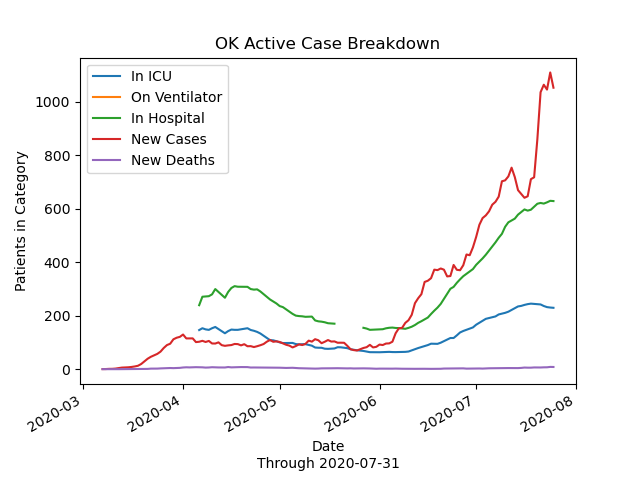 OK Active Case Breakdown
In ICU
On Ventilator
In Hospital
New Cases
New Deaths
Patients in Category
1000
800
600
400
200
0
2020-03
2020-04
2020-05
2020-06
2020-07
2020-08
Date
Through 2020-07-31